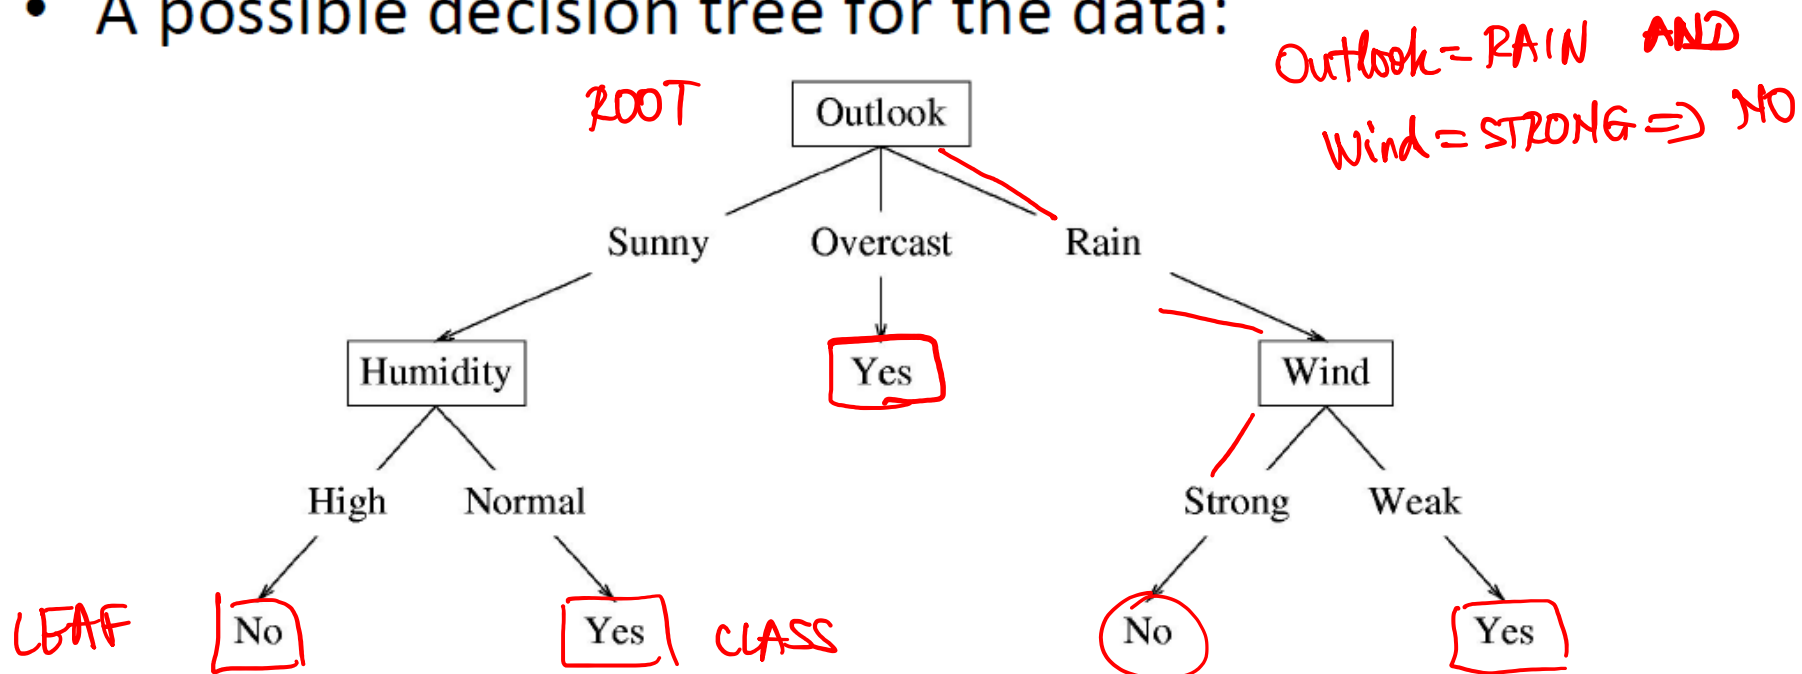 • A possible decision tree for the data:
Outlook = RAIN AND
Wind = STRONG => NO
ROOT
Outlook
Sunny Overcast Rain
Humidity Yes Wind
High Normal Strong Weak
LEAF No Yes CLASS No Yes